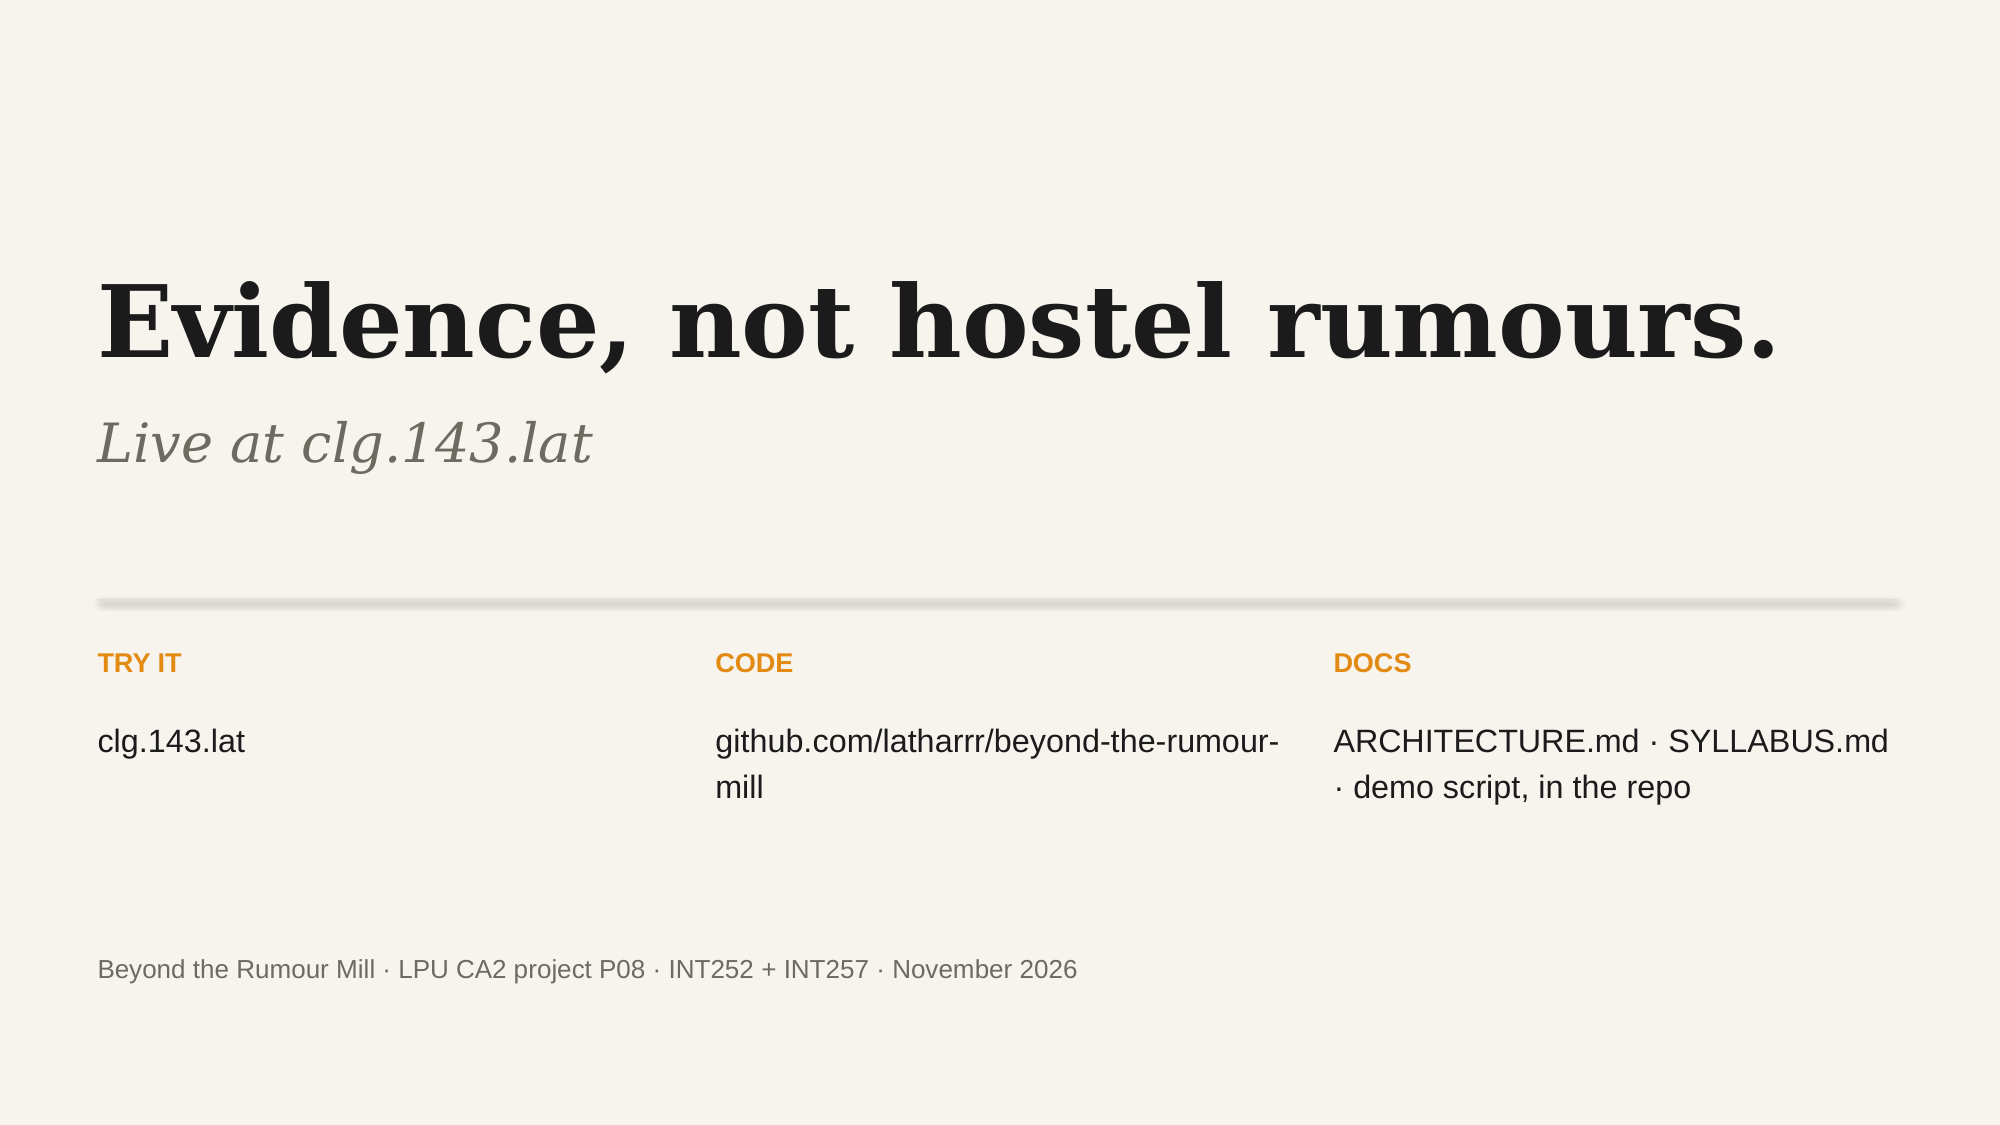 Evidence, not hostel rumours.
Live at clg.143.lat
TRY IT
clg.143.lat
CODE
github.com/latharrr/beyond-the-rumour-
mill
DOCS
ARCHITECTURE.md · SYLLABUS.md
· demo script, in the repo
Beyond the Rumour Mill · LPU CA2 project P08 · INT252 + INT257 · November 2026